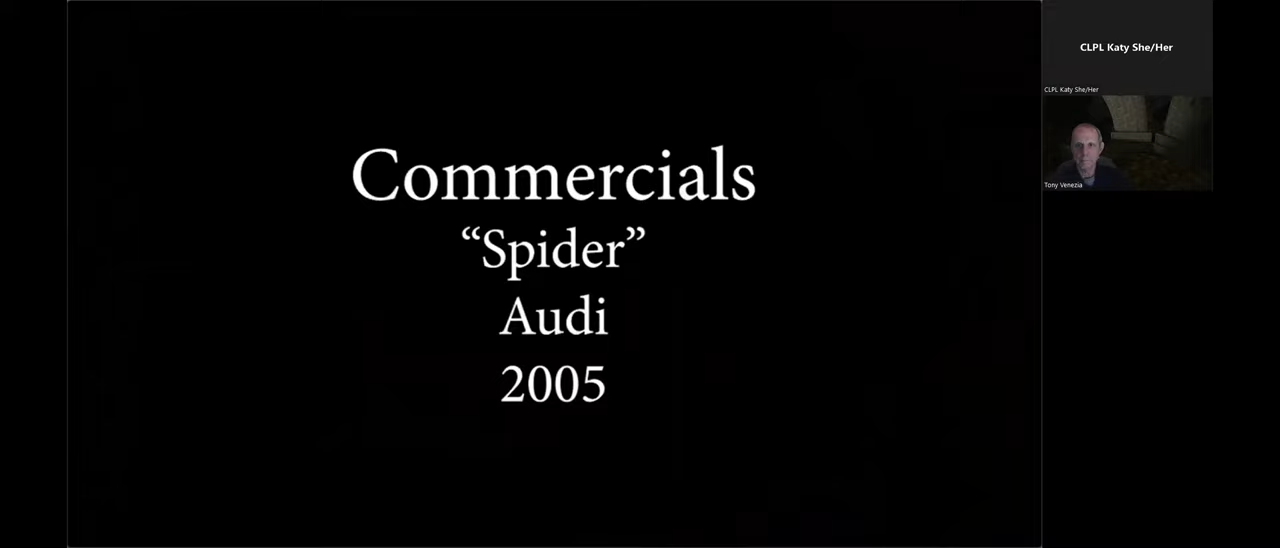 Commercials
“Spider”
Audi
2005
CLPL Katy She/Her
CLPL Katy She/Her
Tony Venezia